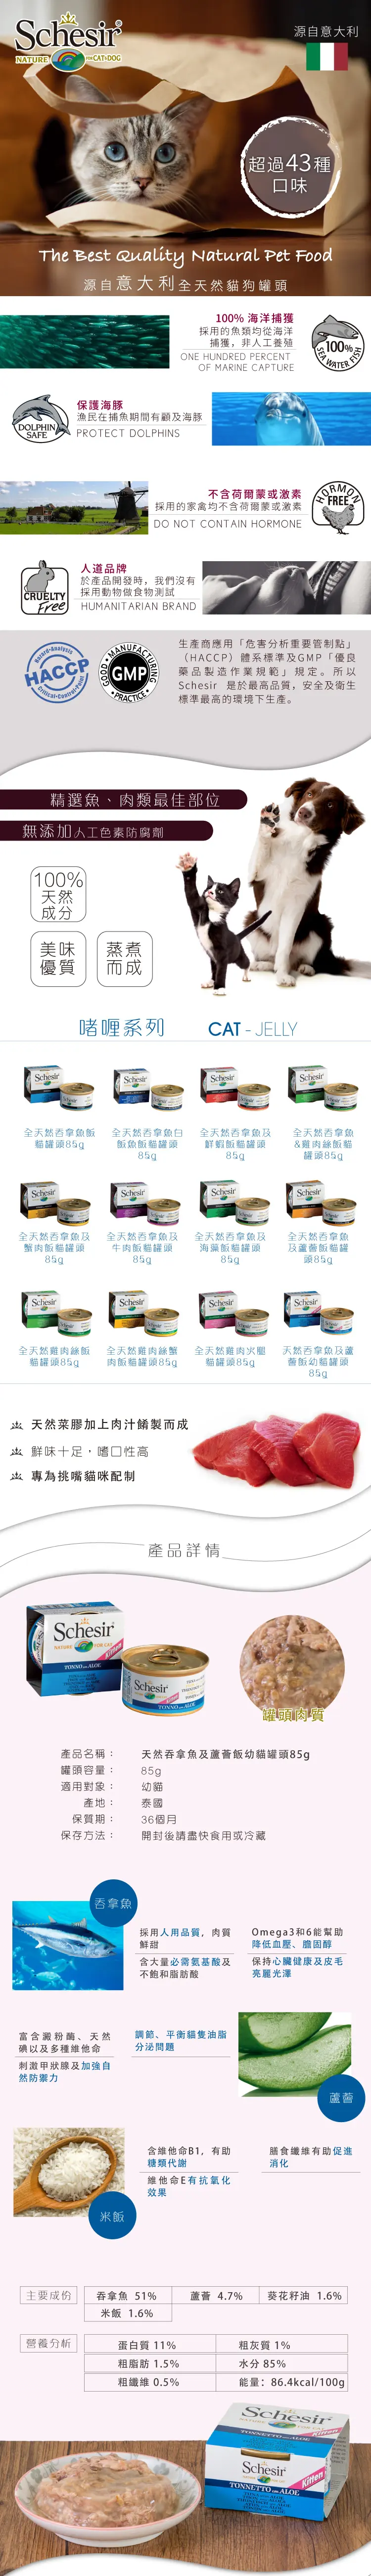 Schesir®
NATURE FOR CAT&DOG
源自意大利
超過43種
口味
The Best Quality Natural Pet Food
源自意大利全天然貓狗罐頭
100% 海洋捕獲
採用的魚類均從海洋
捕獲，非人工養殖
ONE HUNDRED PERCENT
OF MARINE CAPTURE
100%
SEA WATER FISH
DOLPHIN
SAFE
保護海豚
漁民在捕魚期間有顧及海豚
PROTECT DOLPHINS
不含荷爾蒙或激素
採用的家禽均不含荷爾蒙或激素
DO NOT CONTAIN HORMONE
HORMON
FREE
CRUELTY
Free
人道品牌
於產品開發時，我們沒有
採用動物做食物測試
HUMANITARIAN BRAND
Hazard-Analysis
HACCP
Critical-Control-Point
GOOD MANUFACTURING
GMP
PRACTICE
生產商應用「危害分析重要管制點」
（HACCP）體系標準及GMP「優良
藥品製造作業規範」規定。所以
Schesir 是於最高品質，安全及衛生
標準最高的環境下生產。
精選魚、肉類最佳部位
無添加人工色素防腐劑
100%
天然
成分
美味
優質
蒸煮
而成
啫喱系列
CAT - JELLY
全天然吞拿魚飯
貓罐頭85g
全天然吞拿魚白
飯魚飯貓罐頭
85g
全天然吞拿魚及
鮮蝦飯貓罐頭
85g
全天然吞拿魚
&雞肉絲飯貓
罐頭85g
全天然吞拿魚及
蟹肉飯貓罐頭
85g
全天然吞拿魚及
牛肉飯貓罐頭
85g
全天然吞拿魚及
海藻飯貓罐頭
85g
全天然吞拿魚
及蘆薈飯貓罐
頭85g
全天然雞肉絲飯
貓罐頭85g
全天然雞肉絲蟹
肉飯貓罐頭85g
全天然雞肉火腿
貓罐頭85g
天然吞拿魚及蘆
薈飯幼貓罐頭
85g
天然菜膠加上肉汁餚製而成
鮮味十足，嗜口性高
專為挑嘴貓咪配制
產品詳情
Schesir
NATURE FOR CAT
Kitten
TONNO con ALOE
Schesir
TONNO con ALOE
罐頭肉質
產品名稱： 天然吞拿魚及蘆薈飯幼貓罐頭85g
罐頭容量： 85g
適用對象： 幼貓
產地： 泰國
保質期： 36個月
保存方法： 開封後請盡快食用或冷藏
吞拿魚
採用人用品質，肉質
鮮甜
含大量必需氨基酸及
不飽和脂肪酸
Omega3和6能幫助
降低血壓、膽固醇
保持心臟健康及皮毛
亮麗光澤
富含澱粉酶、天然
碘以及多種維他命
刺激甲狀腺及加強自
然防禦力
調節、平衡貓隻油脂
分泌問題
蘆薈
米飯
含維他命B1，有助
糖類代謝
維他命E有抗氧化
效果
膳食纖維有助促進
消化
主要成份
吞拿魚 51%
蘆薈 4.7%
葵花籽油 1.6%
米飯 1.6%
營養分析
蛋白質 11%
粗灰質 1%
粗脂肪 1.5%
水分 85%
粗纖維 0.5%
能量：86.4kcal/100g
Schesir
Kitten
TONNETTO con ALOE
Schesir
Kitten
TONNETTO con ALOE